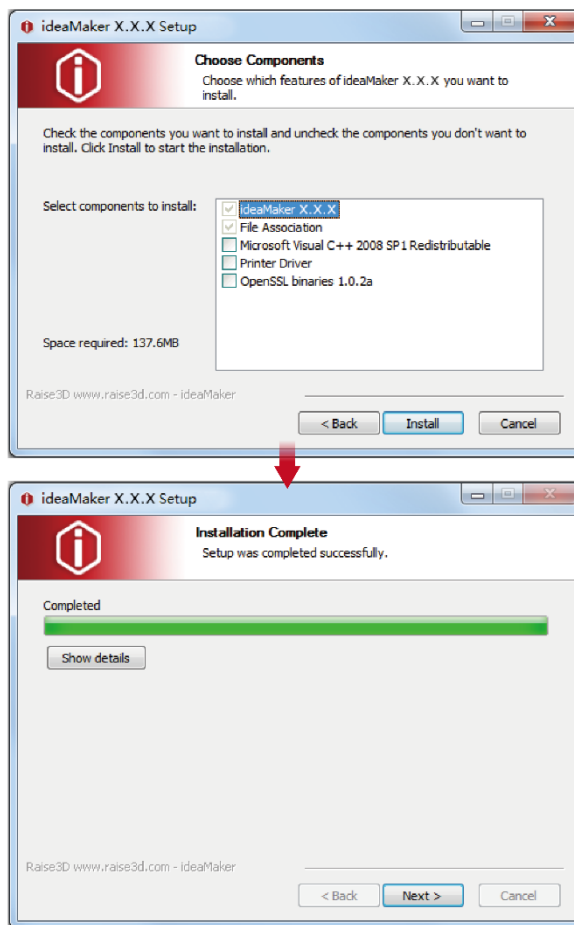 ideaMaker X.X.X Setup
Choose Components
Choose which features of ideaMaker X.X.X you want to
install.
Check the components you want to install and uncheck the components you don't want to
install. Click Install to start the installation.
Select components to install:
ideaMaker X.X.X
File Association
Microsoft Visual C++ 2008 SP1 Redistributable
Printer Driver
OpenSSL binaries 1.0.2a
Space required: 137.6MB
Raise3D www.raise3d.com - ideaMaker
< Back Install Cancel
ideaMaker X.X.X Setup
Installation Complete
Setup was completed successfully.
Completed
Show details
Raise3D www.raise3d.com - ideaMaker
< Back Next > Cancel